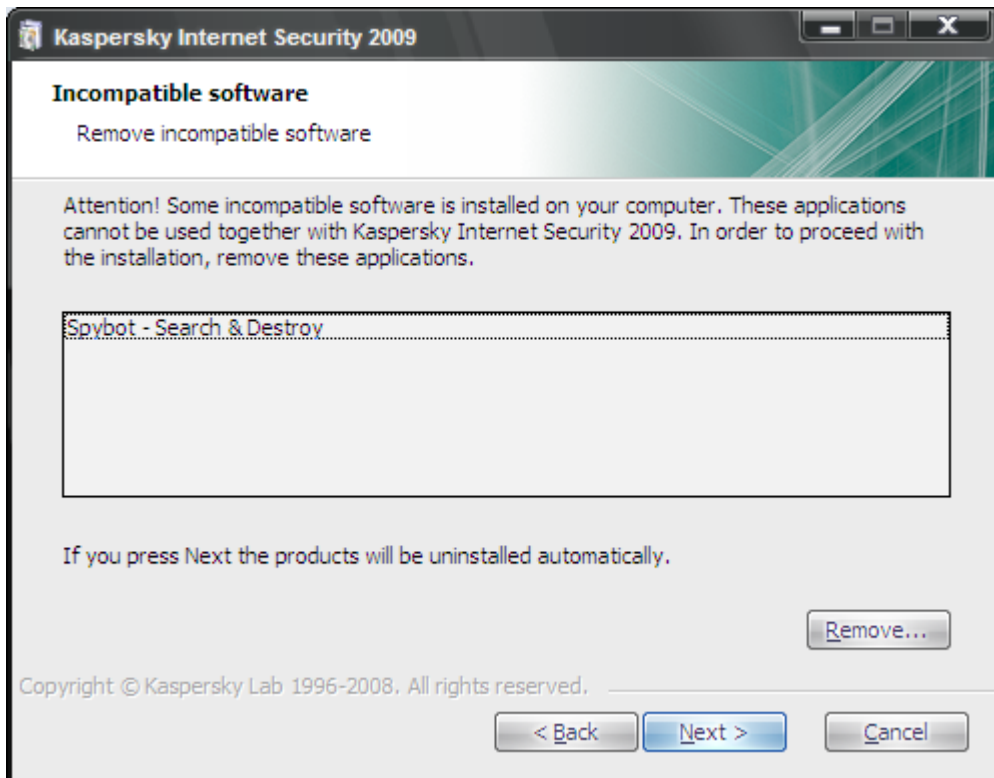 Kaspersky Internet Security 2009
Incompatible software
Remove incompatible software
Attention! Some incompatible software is installed on your computer. These applications
cannot be used together with Kaspersky Internet Security 2009. In order to proceed with
the installation, remove these applications.
Spybot - Search & Destroy
If you press Next the products will be uninstalled automatically.
Remove...
Copyright © Kaspersky Lab 1996-2008. All rights reserved.
< Back Next > Cancel